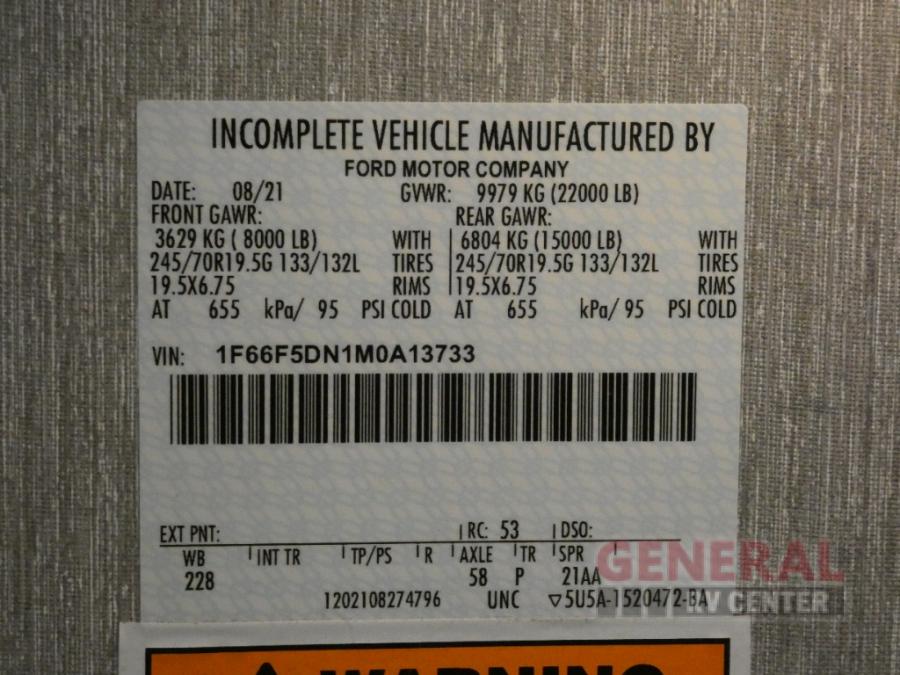 INCOMPLETE VEHICLE MANUFACTURED BY
FORD MOTOR COMPANY
DATE: 08/21 GVWR: 9979 KG (22000 LB)
FRONT GAWR: REAR GAWR:
3629 KG ( 8000 LB) WITH 6804 KG (15000 LB) WITH
245/70R19.5G 133/132L TIRES 245/70R19.5G 133/132L TIRES
19.5X6.75 RIMS 19.5X6.75 RIMS
AT 655 kPa/ 95 PSI COLD AT 655 kPa/ 95 PSI COLD
VIN: 1F66F5DN1M0A13733
EXT PNT: RC: 53 DSO:
WB INT TR TP/PS R AXLE TR SPR
228 58 P 21AA
1202108274796 UNC ▽5U5A-1520472-BA
GENERAL
RV CENTER
WARNING